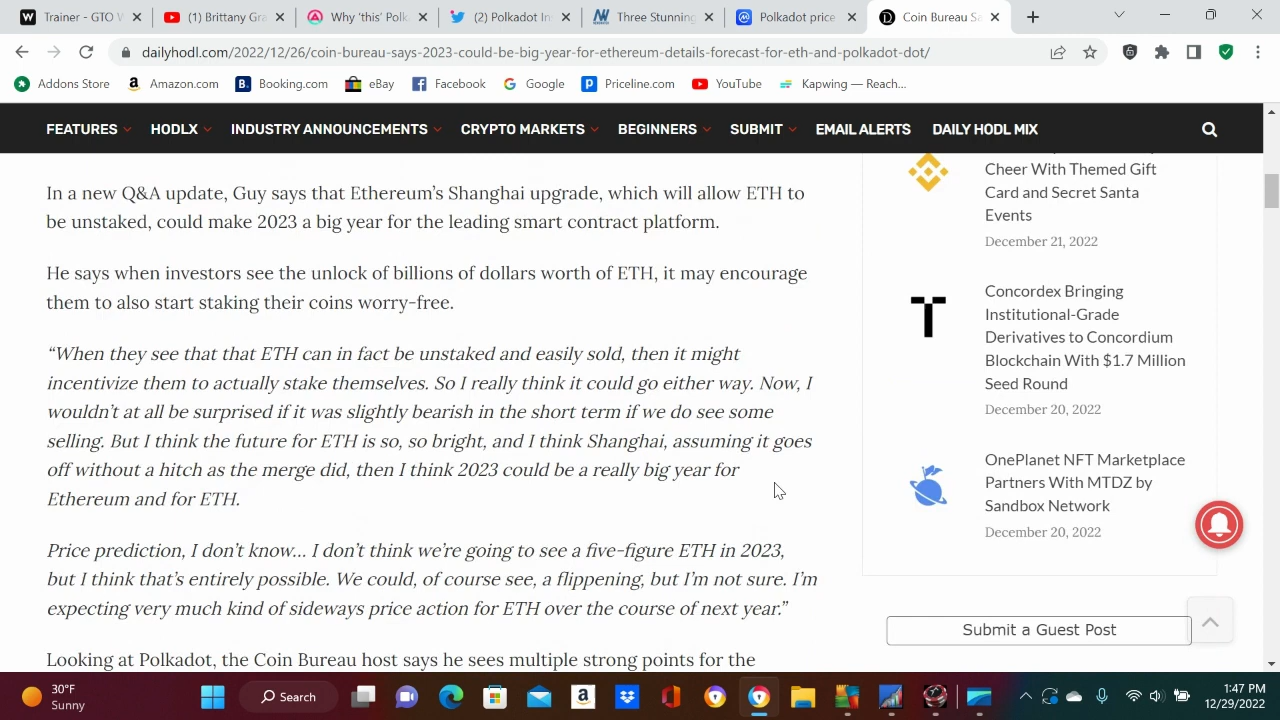 Trainer - GTO W
(1) Brittany Gra
Why 'this' Polk
(2) Polkadot In
Three Stunning
Polkadot price
Coin Bureau Sa
dailyhodl.com/2022/12/26/coin-bureau-says-2023-could-be-big-year-for-ethereum-details-forecast-for-eth-and-polkadot-dot/
Addons Store
Amazon.com
Booking.com
eBay
Facebook
Google
Priceline.com
YouTube
Kapwing — Reach...
FEATURES
HODLX
INDUSTRY ANNOUNCEMENTS
CRYPTO MARKETS
BEGINNERS
SUBMIT
EMAIL ALERTS
DAILY HODL MIX
In a new Q&A update, Guy says that Ethereum's Shanghai upgrade, which will allow ETH to
be unstaked, could make 2023 a big year for the leading smart contract platform.
He says when investors see the unlock of billions of dollars worth of ETH, it may encourage
them to also start staking their coins worry-free.
“When they see that that ETH can in fact be unstaked and easily sold, then it might
incentivize them to actually stake themselves. So I really think it could go either way. Now, I
wouldn't at all be surprised if it was slightly bearish in the short term if we do see some
selling. But I think the future for ETH is so, so bright, and I think Shanghai, assuming it goes
off without a hitch as the merge did, then I think 2023 could be a really big year for
Ethereum and for ETH.
Price prediction, I don't know… I don't think we're going to see a five-figure ETH in 2023,
but I think that's entirely possible. We could, of course see, a flippening, but I'm not sure. I'm
expecting very much kind of sideways price action for ETH over the course of next year.”
Looking at Polkadot, the Coin Bureau host says he sees multiple strong points for the
Cheer With Themed Gift
Card and Secret Santa
Events
December 21, 2022
Concordex Bringing
Institutional-Grade
Derivatives to Concordium
Blockchain With $1.7 Million
Seed Round
December 20, 2022
OnePlanet NFT Marketplace
Partners With MTDZ by
Sandbox Network
December 20, 2022
Submit a Guest Post
30°F
Sunny
Search
1:47 PM
12/29/2022